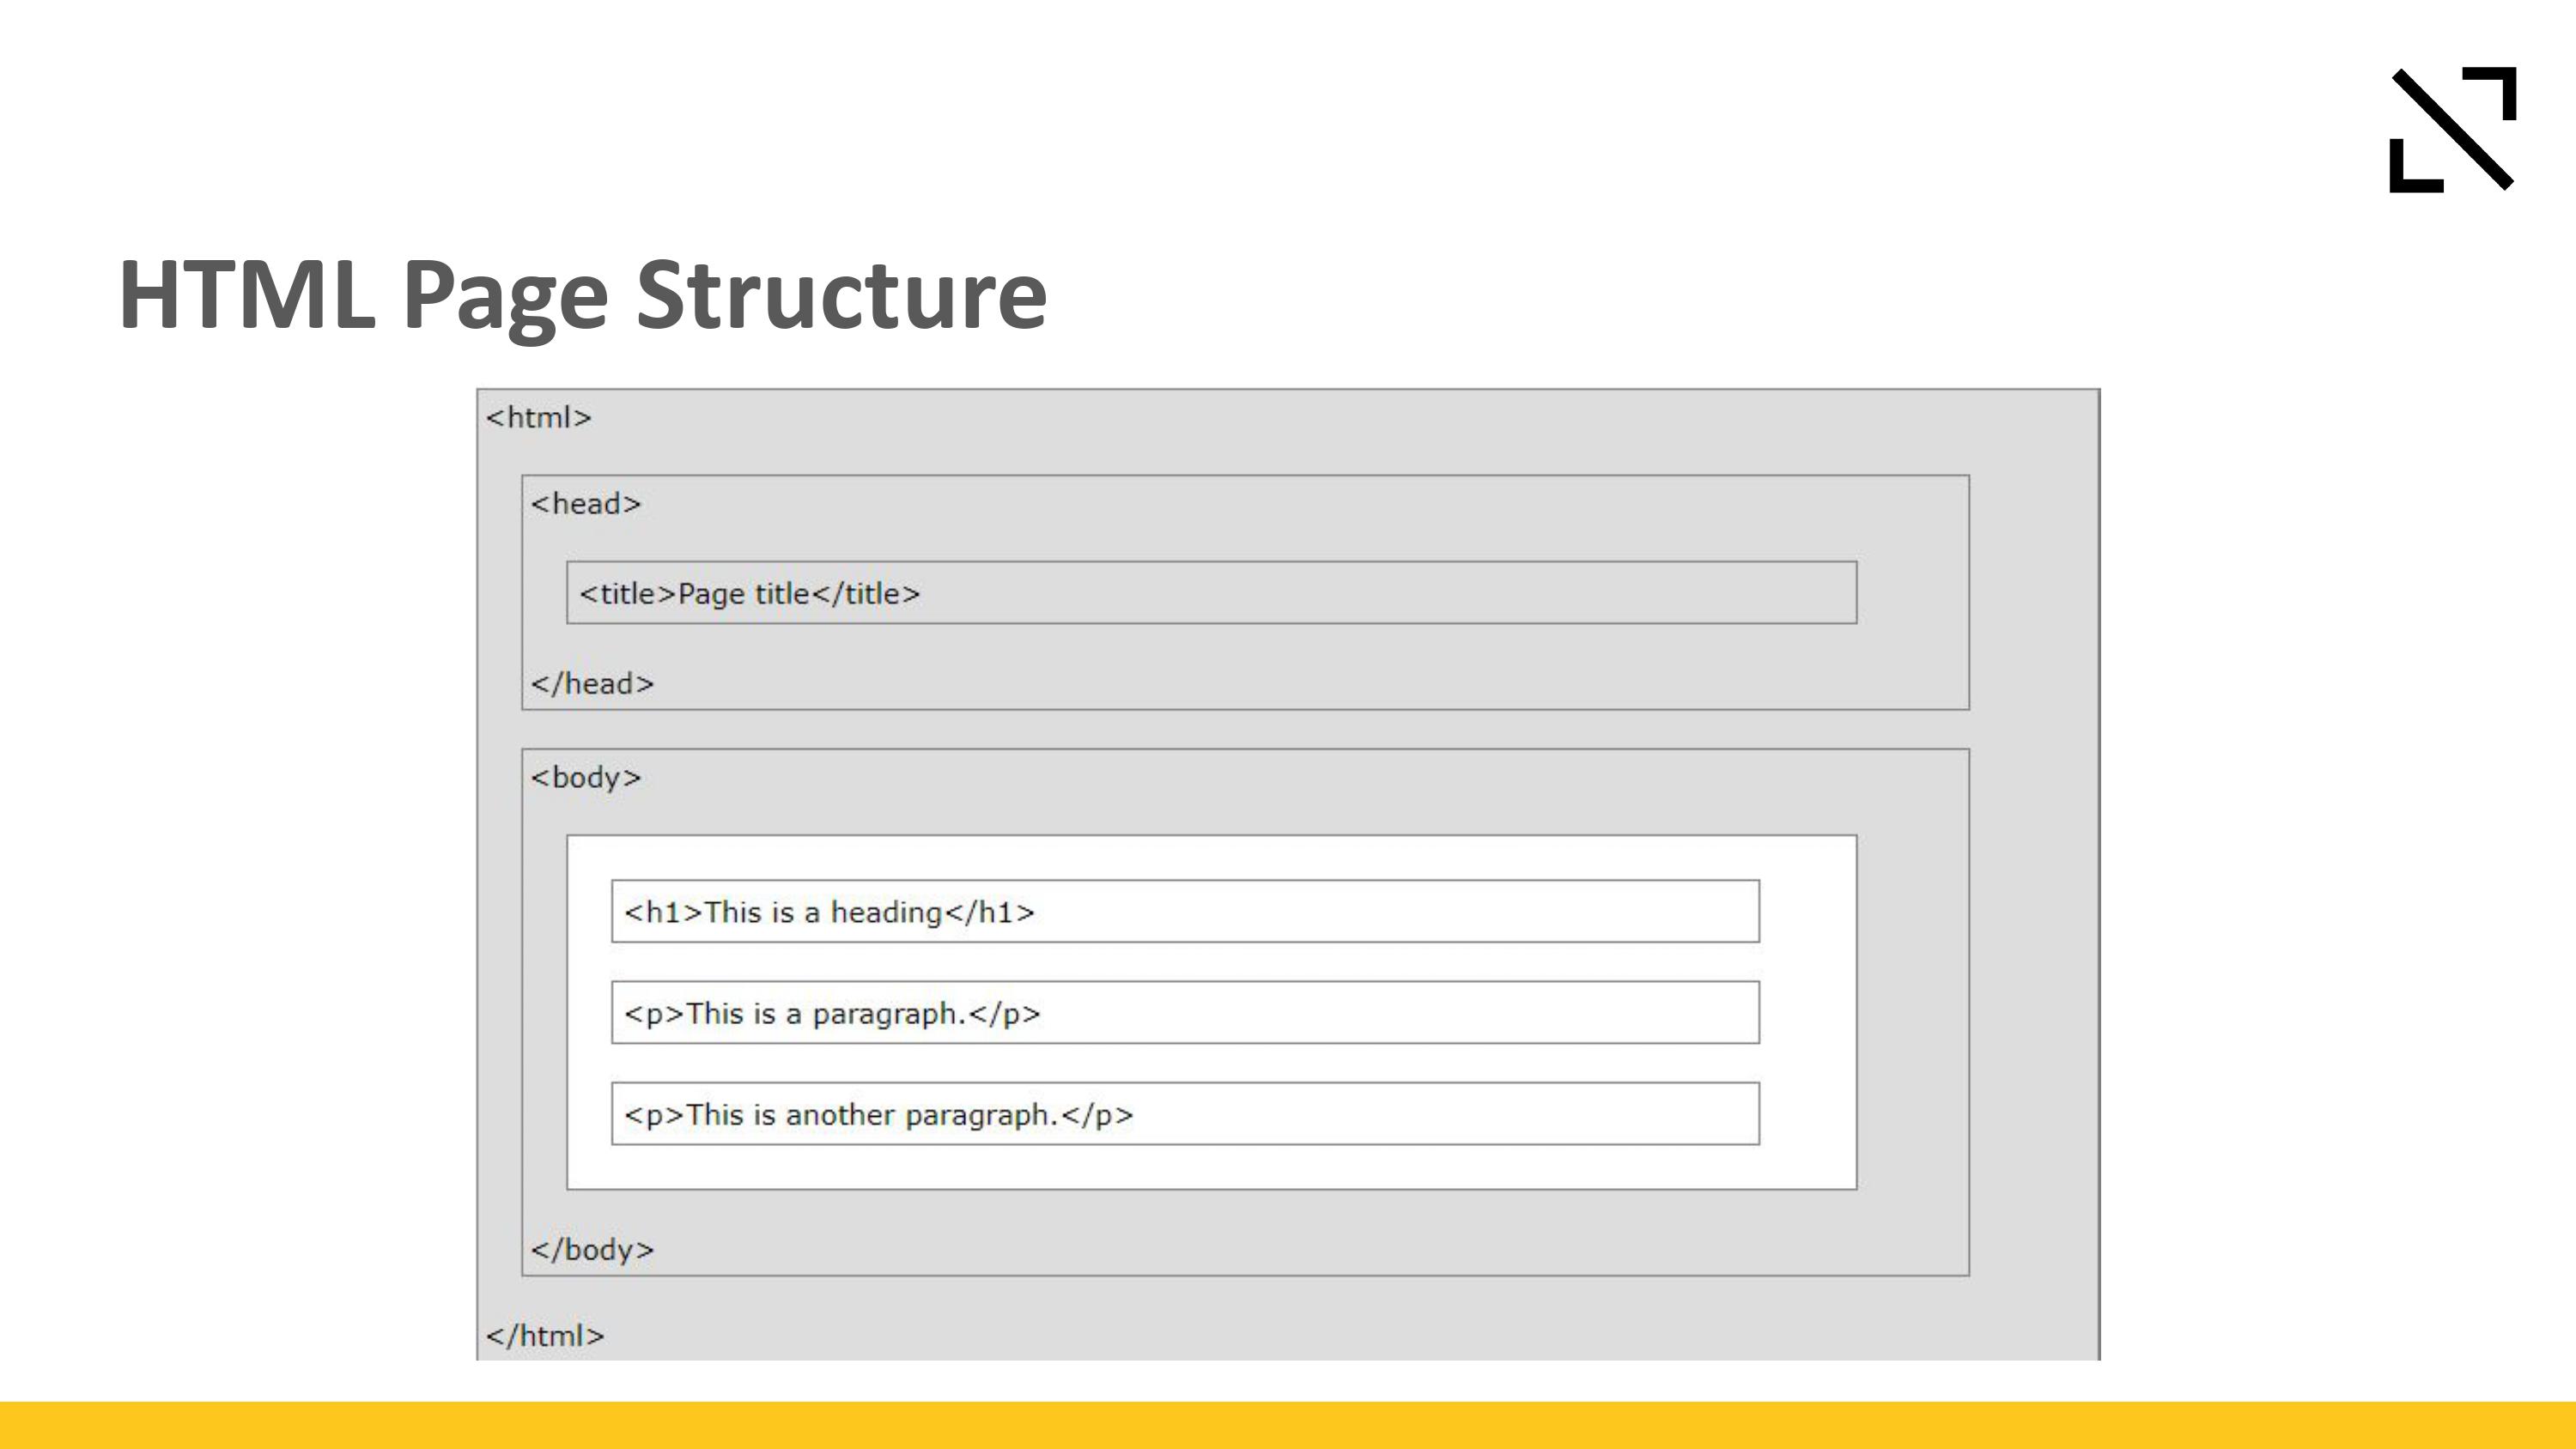 HTML Page Structure
<html>
<head>
<title>Page title</title>
</head>
<body>
<h1>This is a heading</h1>
<p>This is a paragraph.</p>
<p>This is another paragraph.</p>
</body>
</html>